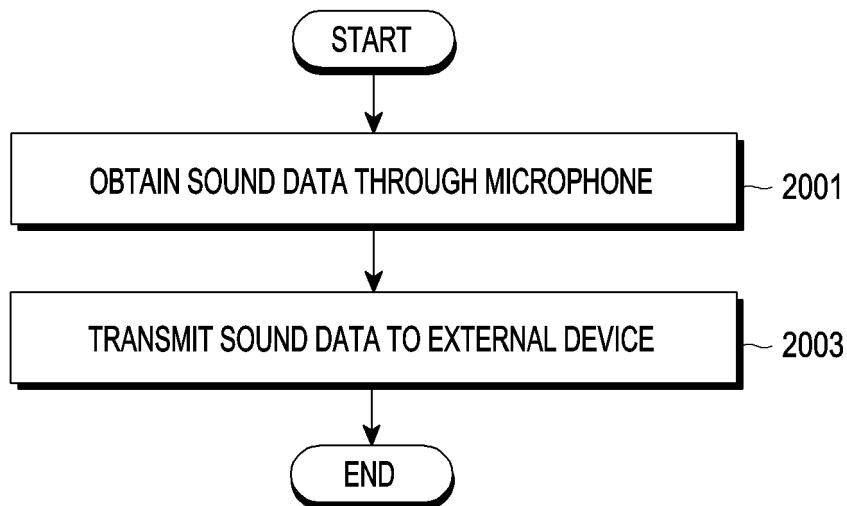 START
OBTAIN SOUND DATA THROUGH MICROPHONE
2001
TRANSMIT SOUND DATA TO EXTERNAL DEVICE
2003
END